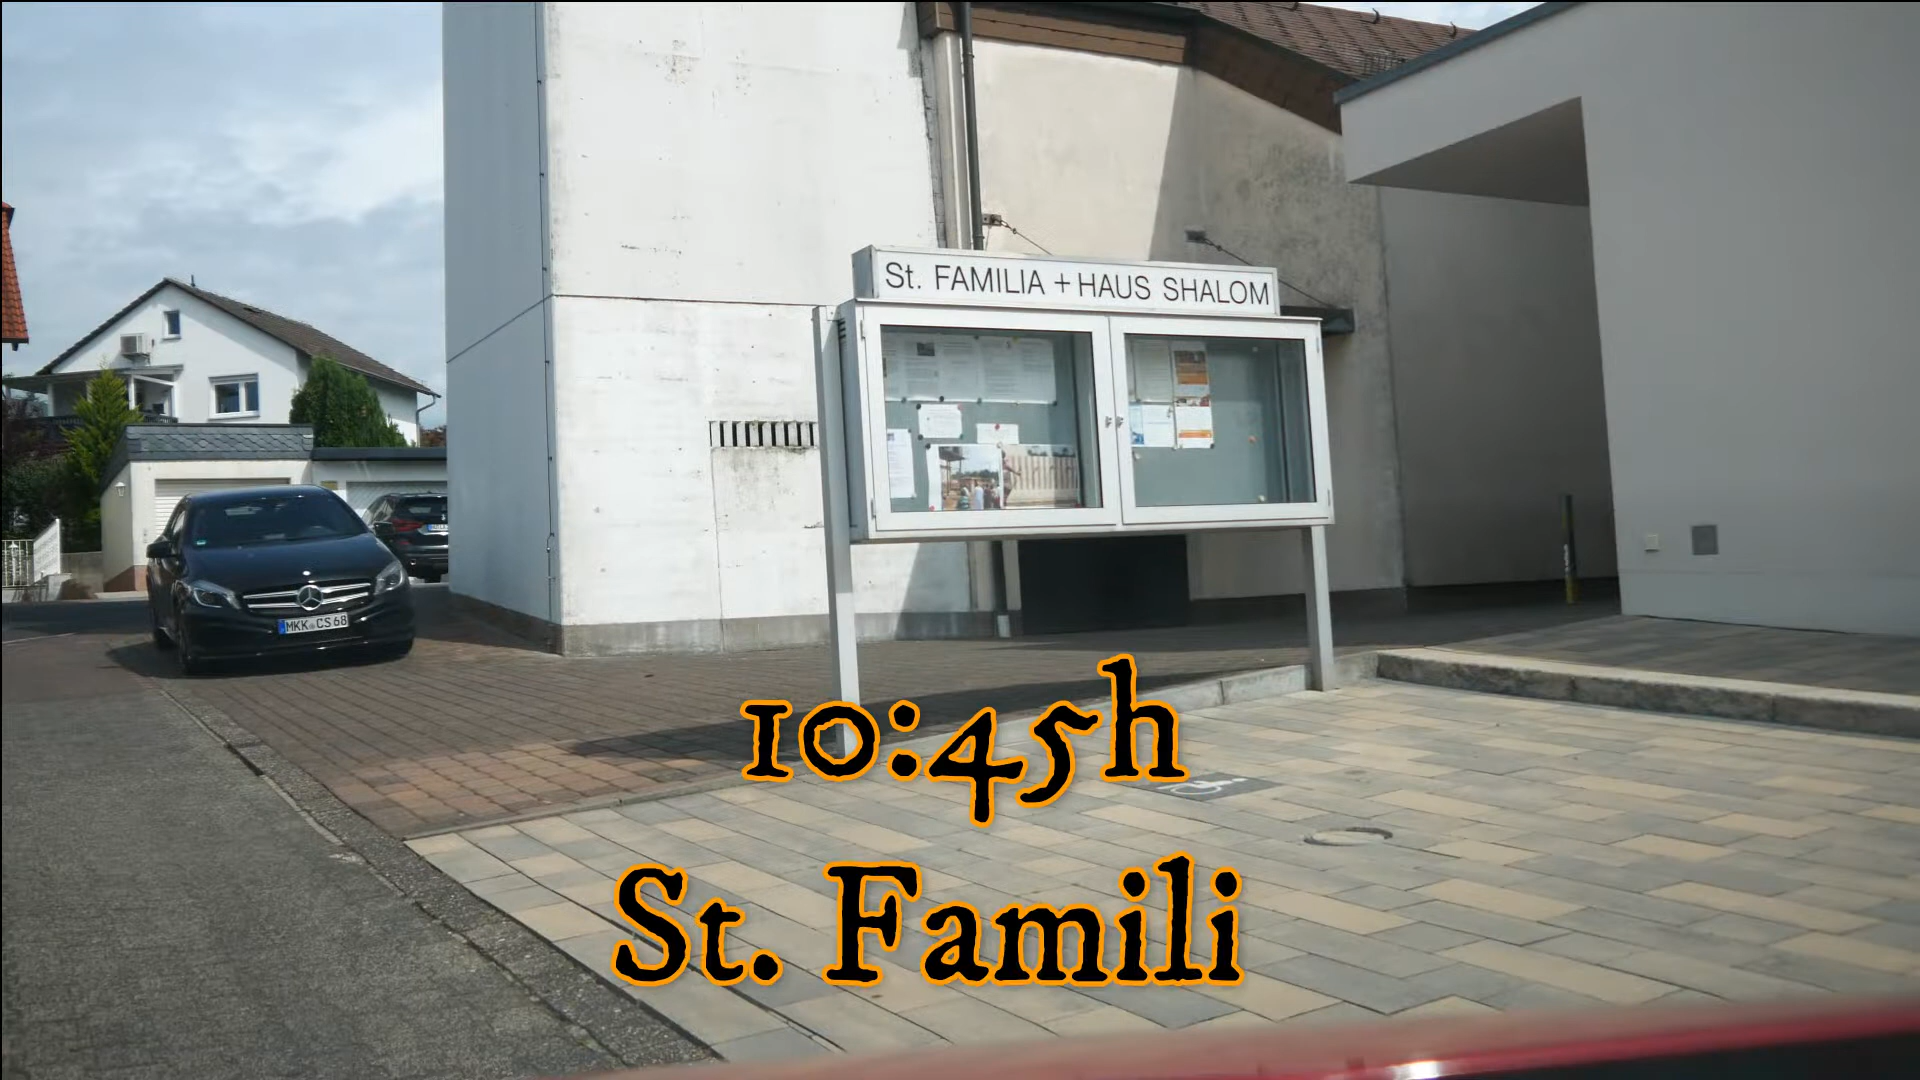 St. FAMILIA + HAUS SHALOM
MKK CS 68
10:45h
St. Famili